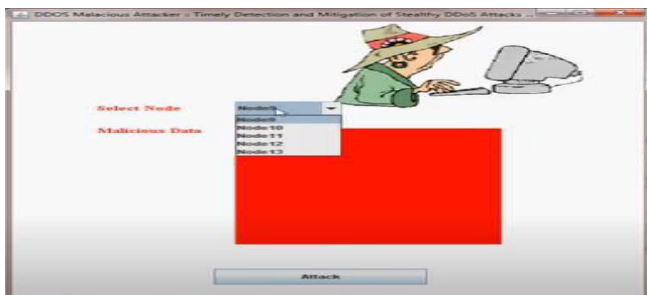 DDOS Malacious Attacker :: Timely Detection and Mitigation of Stealthy DDoS Attacks ...
Select Node
Node9
Node9
Node10
Node11
Node12
Node13
Malicious Data
Attack